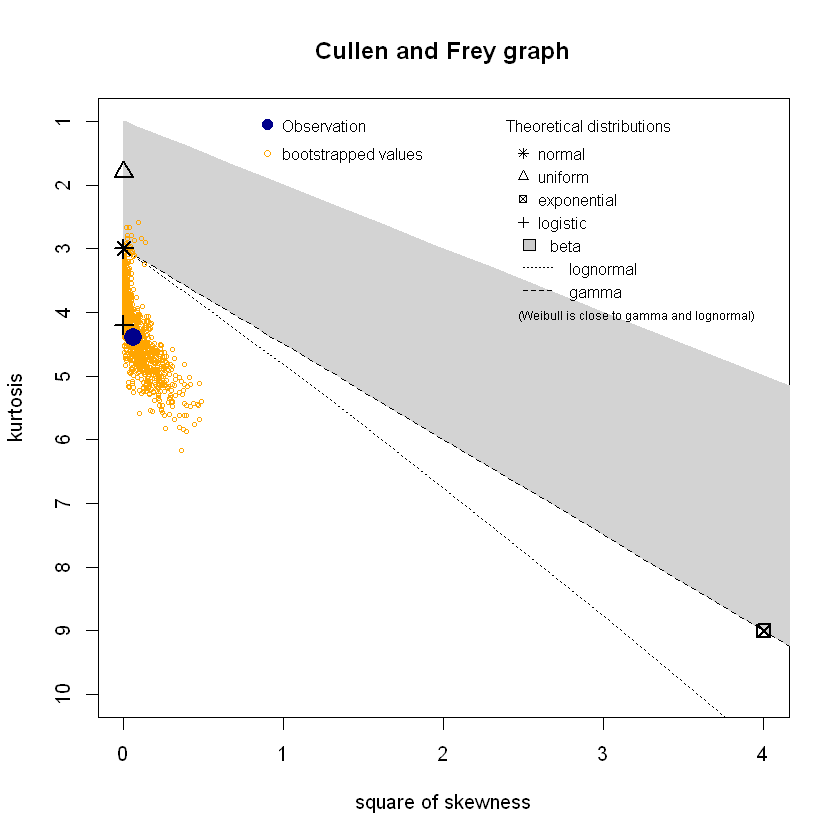 Cullen and Frey graph
Observation
bootstrapped values
Theoretical distributions
normal
uniform
exponential
logistic
beta
lognormal
gamma
(Weibull is close to gamma and lognormal)
kurtosis
1
2
3
4
5
6
7
8
9
10
0
1
2
3
4
square of skewness